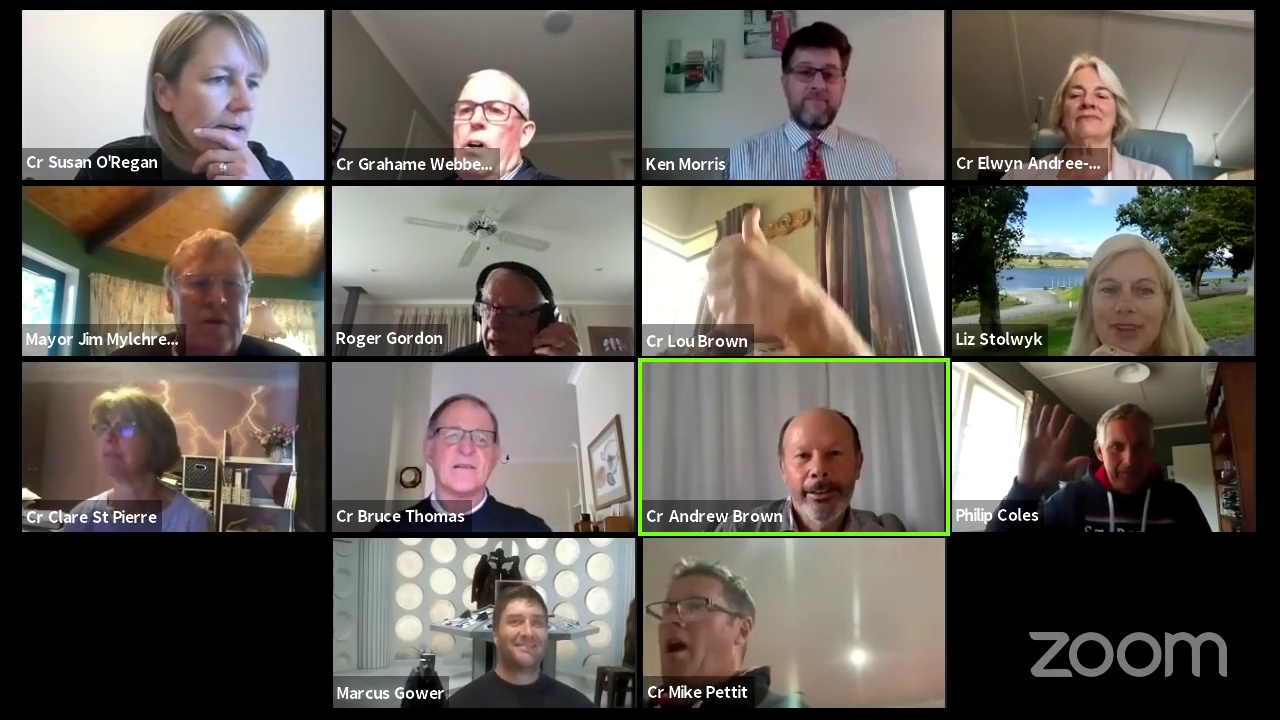 Cr Susan O'Regan
Cr Grahame Webbe...
Ken Morris
Cr Elwyn Andree-...
Mayor Jim Mylchre...
Roger Gordon
Cr Lou Brown
Liz Stolwyk
Cr Clare St Pierre
Cr Bruce Thomas
Cr Andrew Brown
Philip Coles
Marcus Gower
Cr Mike Pettit
zoom